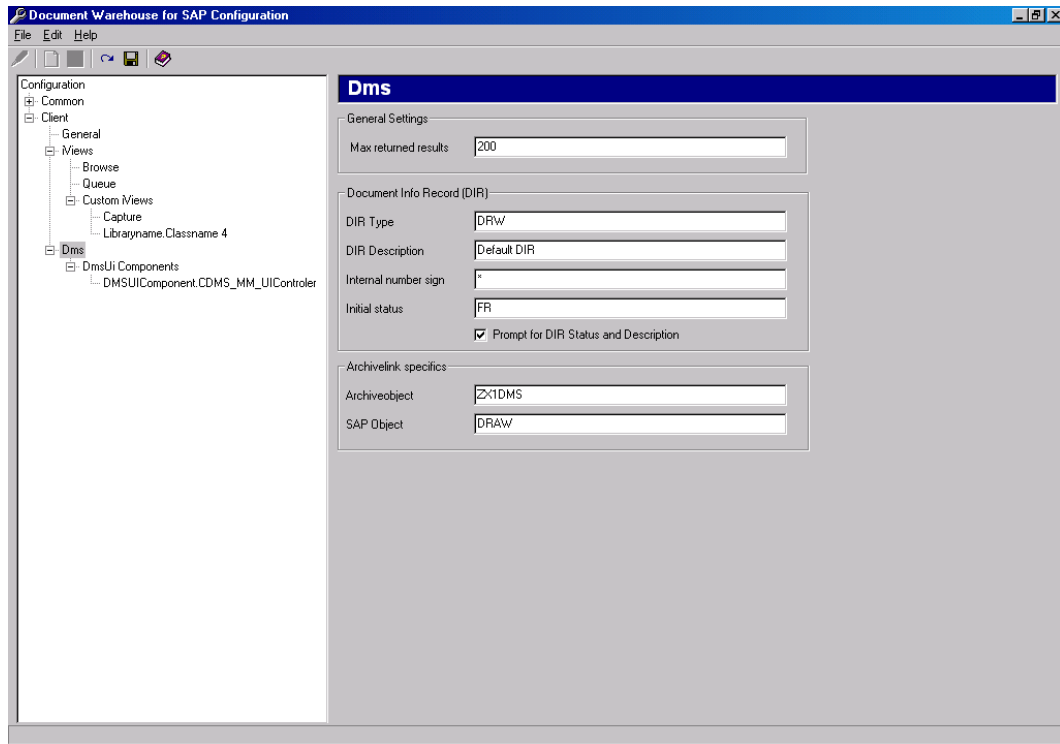 Document Warehouse for SAP Configuration
File Edit Help
Configuration
Common
Client
General
iViews
Browse
Queue
Custom iViews
Capture
Libraryname.Classname 4
Dms
DmsUi Components
DMSUIComponent.CDMS_MM_UIControler
Dms
General Settings
Max returned results 200
Document Info Record (DIR)
DIR Type DRW
DIR Description Default DIR
Internal number sign *
Initial status FR
Prompt for DIR Status and Description
Archivelink specifics
Archiveobject ZX1DMS
SAP Object DRAW